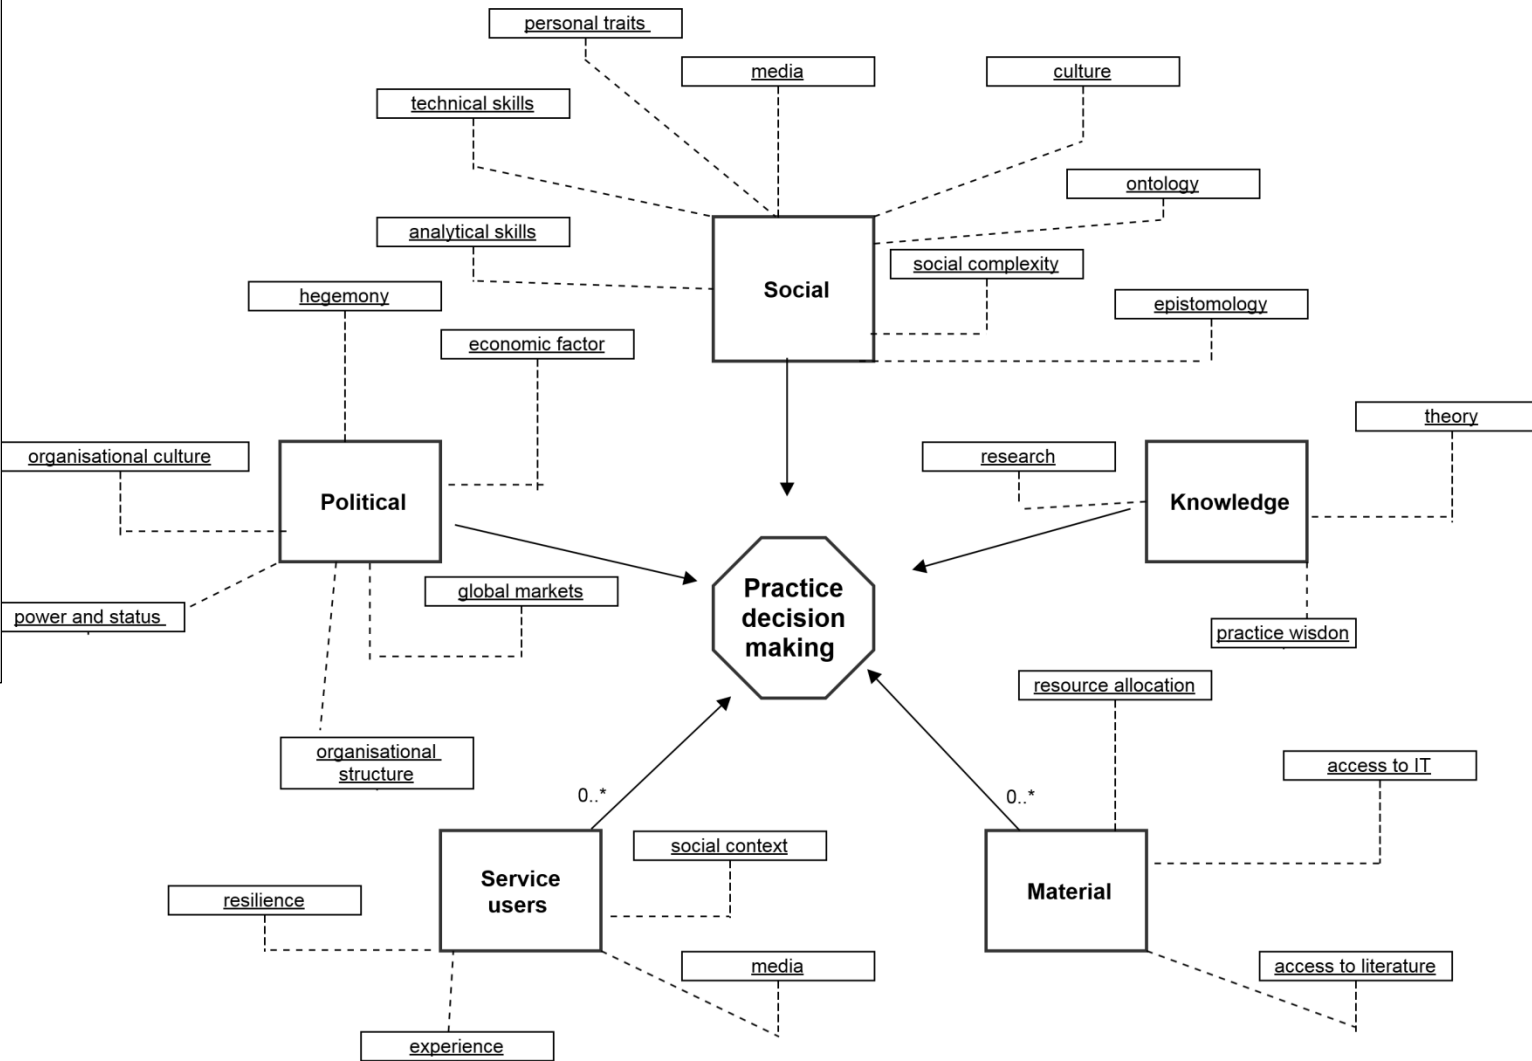 personal traits
media
culture
technical skills
ontology
analytical skills
social complexity
Social
hegemony
epistomology
economic factor
theory
organisational culture
research
Political
Knowledge
Practice
decision
making
global markets
power and status
practice wisdon
resource allocation
organisational
structure
access to IT
0..*
0..*
social context
Service
users
Material
resilience
media
access to literature
experience